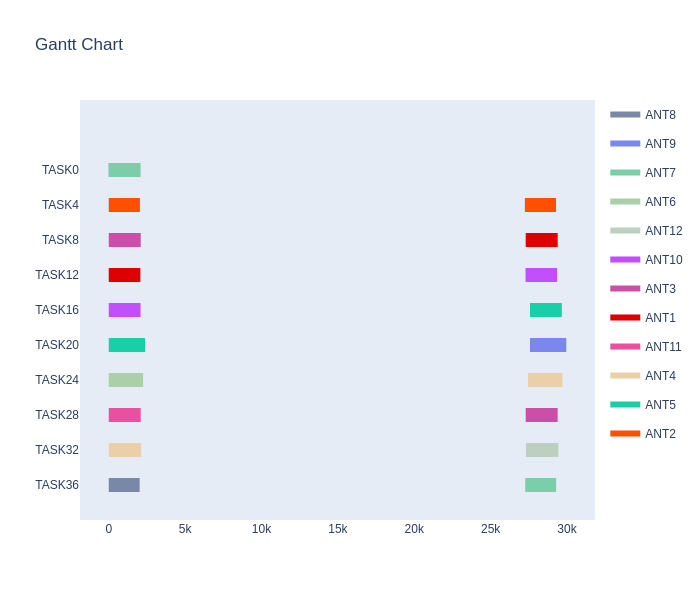 Gantt Chart
TASK0
TASK4
TASK8
TASK12
TASK16
TASK20
TASK24
TASK28
TASK32
TASK36
0 5k 10k 15k 20k 25k 30k
ANT8
ANT9
ANT7
ANT6
ANT12
ANT10
ANT3
ANT1
ANT11
ANT4
ANT5
ANT2